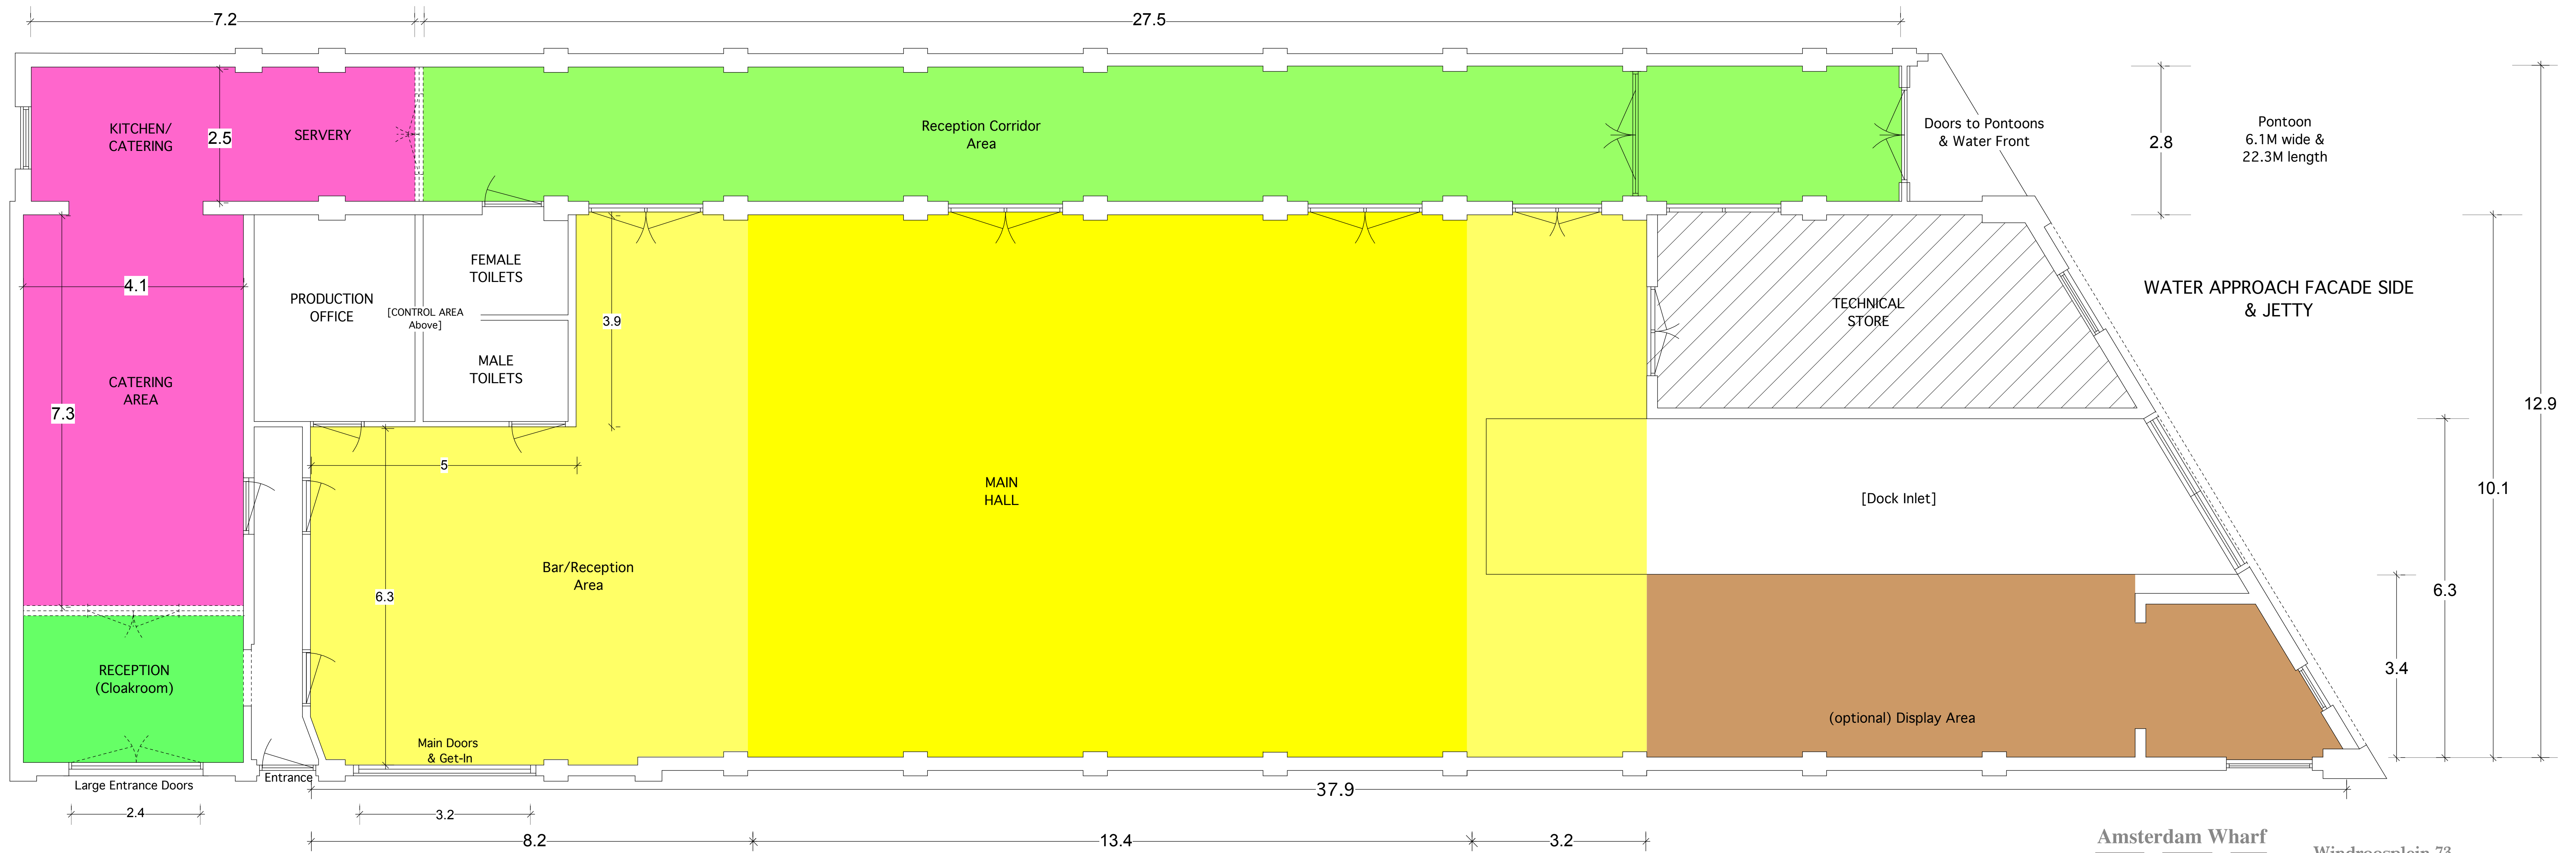 7.2
27.5
KITCHEN/
CATERING
2.5
SERVERY
Reception Corridor
Area
Doors to Pontoons
& Water Front
2.8
Pontoon
6.1M wide &
22.3M length
4.1
PRODUCTION
OFFICE
[CONTROL AREA
Above]
FEMALE
TOILETS
MALE
TOILETS
3.9
TECHNICAL
STORE
WATER APPROACH FACADE SIDE
& JETTY
CATERING
AREA
7.3
12.9
5
MAIN
HALL
[Dock Inlet]
10.1
Bar/Reception
Area
6.3
6.3
RECEPTION
(Cloakroom)
3.4
(optional) Display Area
Main Doors
& Get-In
Large Entrance Doors
Entrance
37.9
2.4
3.2
8.2
13.4
3.2
Amsterdam Wharf
Windroosplein 73